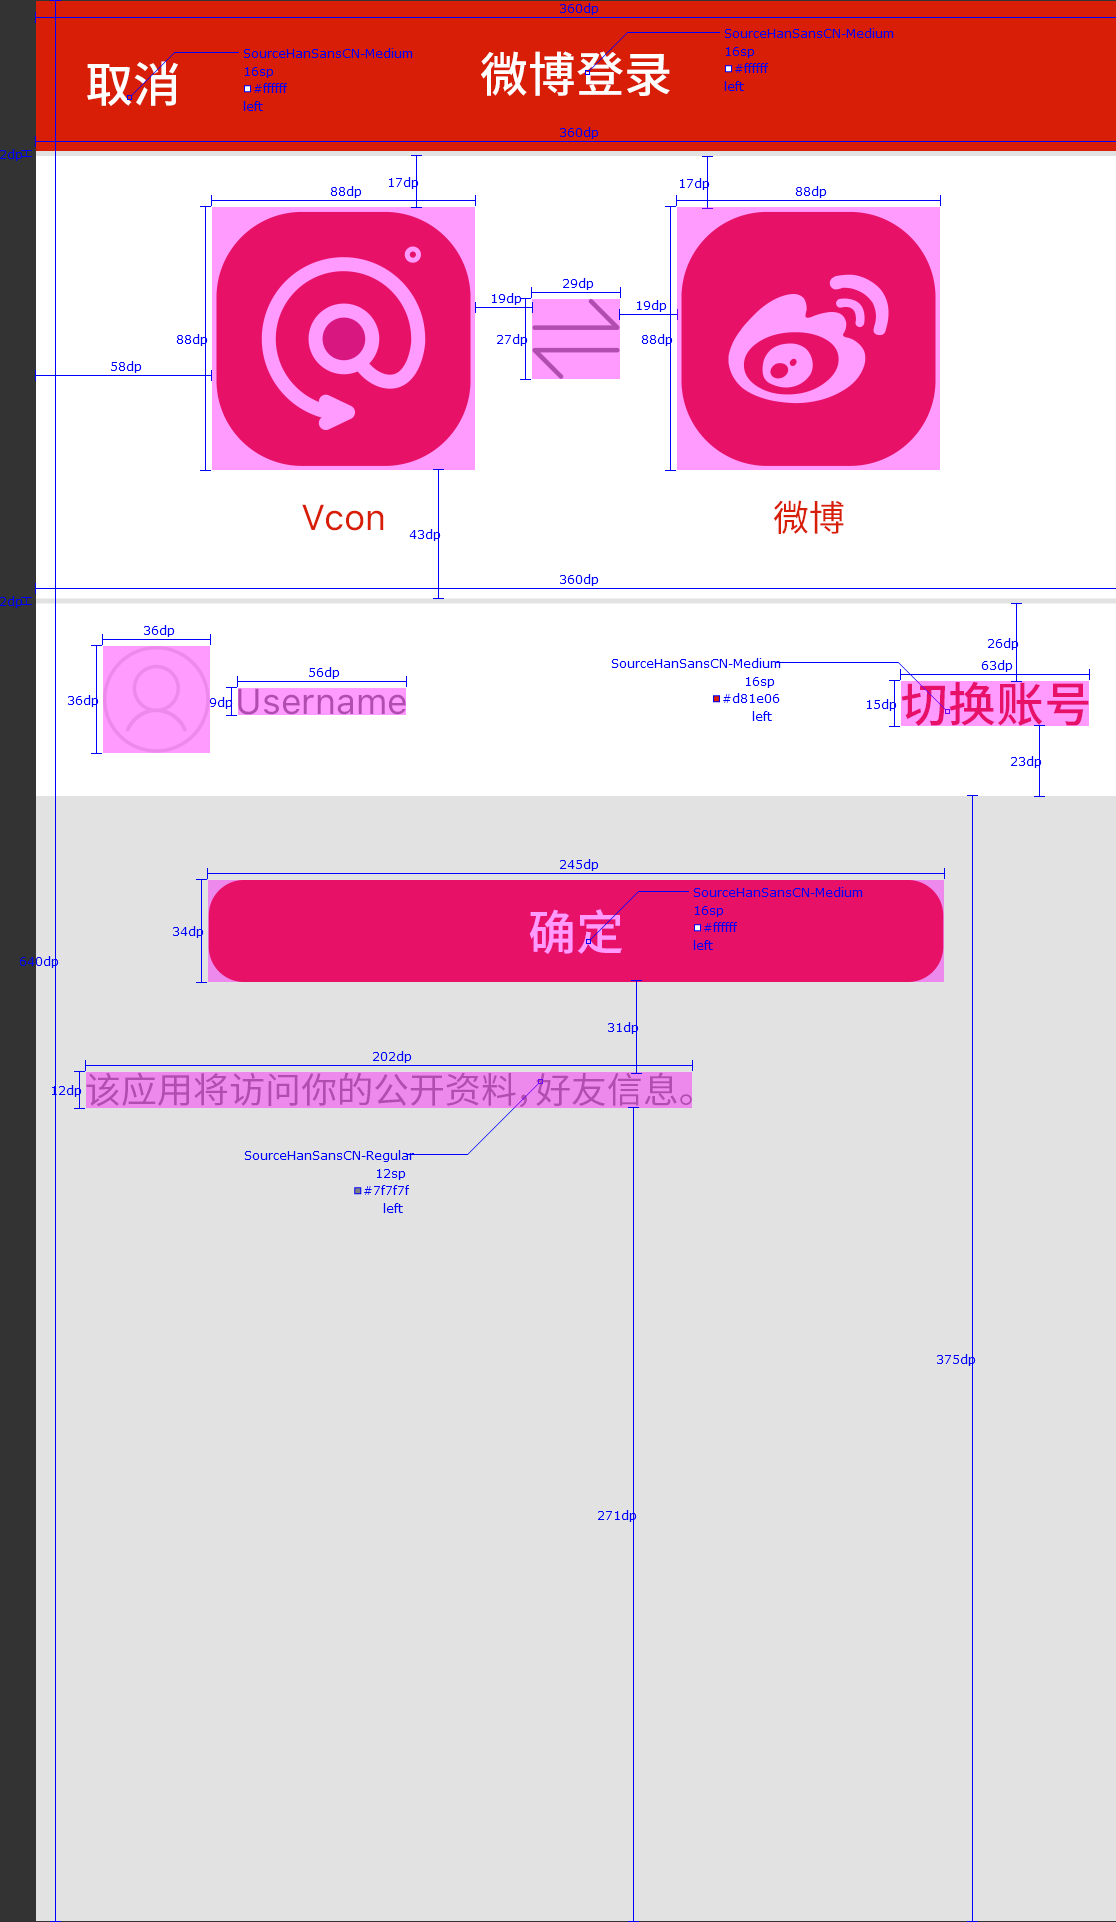 360dp
SourceHanSansCN-Medium
16sp
#ffffff
left
取消
SourceHanSansCN-Medium
16sp
#ffffff
left
微博登录
360dp
2dp
17dp
17dp
88dp
88dp
88dp
58dp
19dp
29dp
27dp
19dp
88dp
Vcon
微博
43dp
360dp
2dp
36dp
36dp
56dp
9dp
Username
SourceHanSansCN-Medium
16sp
#d81e06
left
26dp
63dp
15dp
切换账号
23dp
245dp
34dp
确定
SourceHanSansCN-Medium
16sp
#ffffff
left
640dp
31dp
202dp
12dp
该应用将访问你的公开资料,好友信息。
SourceHanSansCN-Regular
12sp
#7f7f7f
left
375dp
271dp